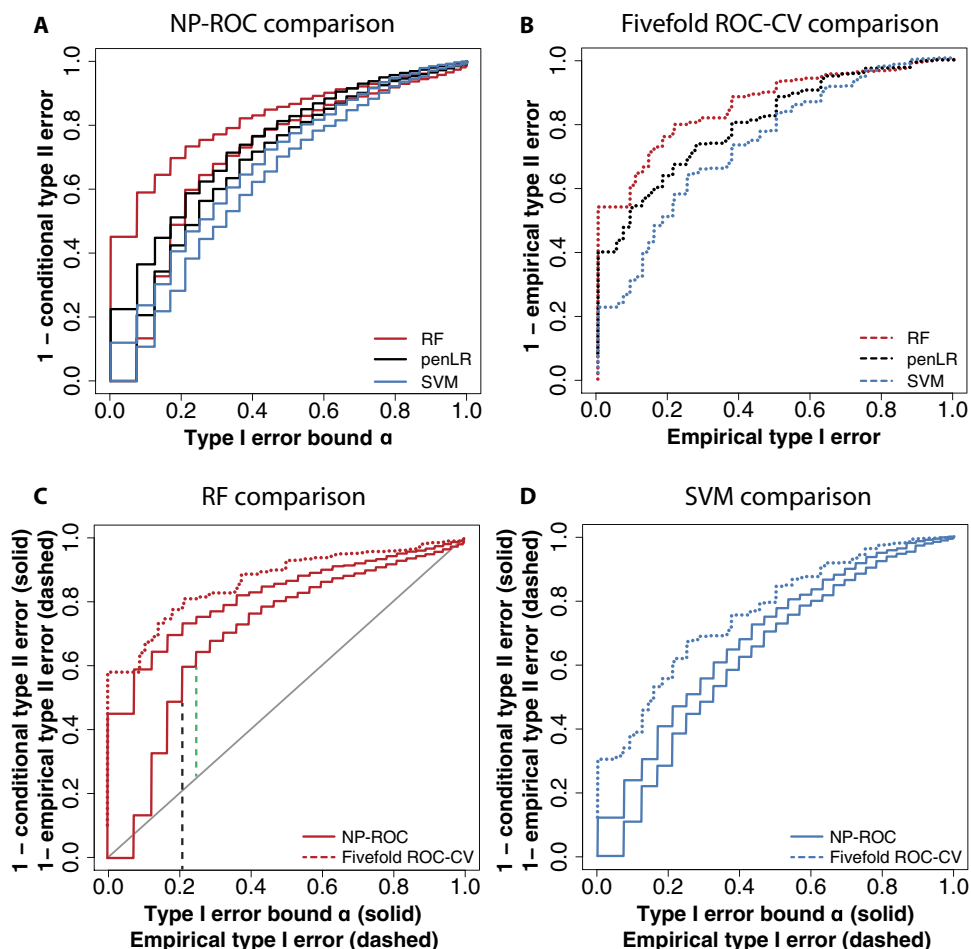 A
NP-ROC comparison
1 – conditional type II error
0.0 0.2 0.4 0.6 0.8 1.0
RF
penLR
SVM
0.0 0.2 0.4 0.6 0.8 1.0
Type I error bound α
B
Fivefold ROC-CV comparison
1 – empirical type II error
0.0 0.2 0.4 0.6 0.8 1.0
RF
penLR
SVM
0.0 0.2 0.4 0.6 0.8 1.0
Empirical type I error
C
RF comparison
1 – conditional type II error (solid)
1– empirical type II error (dashed)
0.0 0.2 0.4 0.6 0.8 1.0
NP-ROC
Fivefold ROC-CV
0.0 0.2 0.4 0.6 0.8 1.0
Type I error bound α (solid)
Empirical type I error (dashed)
D
SVM comparison
1 – conditional type II error (solid)
1– empirical type II error (dashed)
0.0 0.2 0.4 0.6 0.8 1.0
NP-ROC
Fivefold ROC-CV
0.0 0.2 0.4 0.6 0.8 1.0
Type I error bound α (solid)
Empirical type I error (dashed)